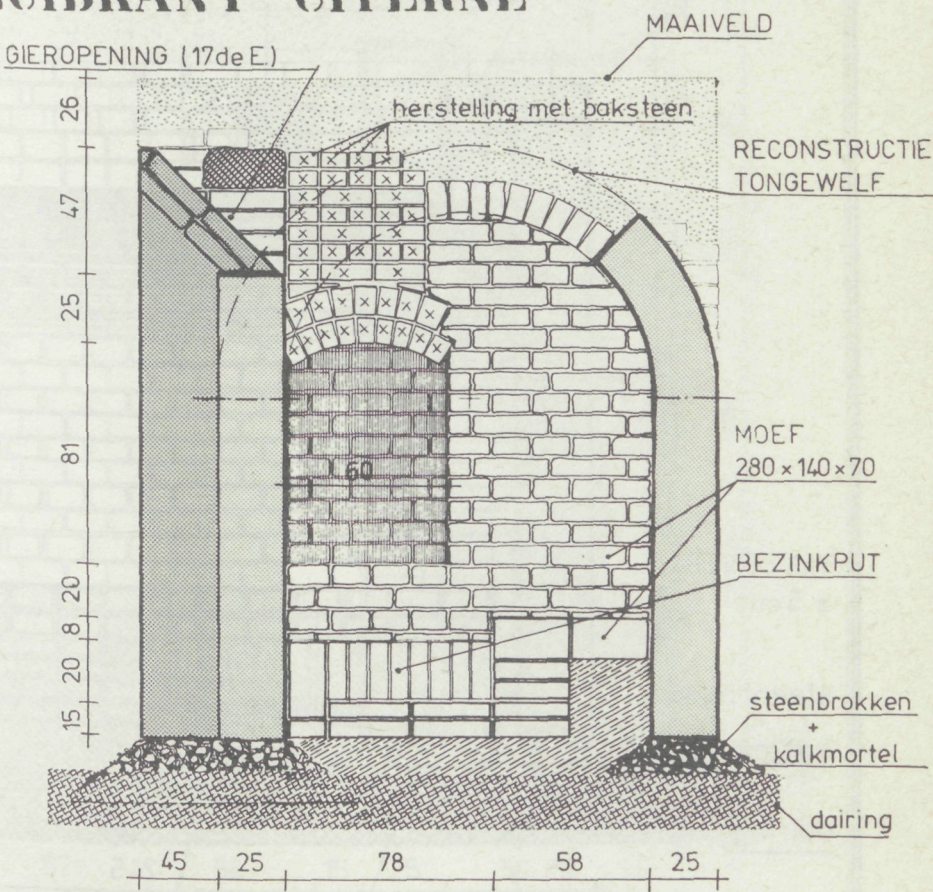 CITERNE
MAAIVELD
GIEROPENING (17de E.)
herstelling met baksteen
RECONSTRUCTIE
TONGEWELF
26
47
25
81
20
8
20
15
60
MOEF
280 x 140 x 70
BEZINKPUT
steenbrokken
+
kalkmortel
dairing
45 25 78 58 25